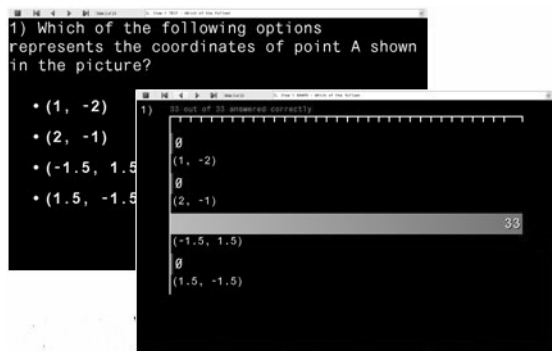 1) Which of the following options
represents the coordinates of point A shown
in the picture?
• (1, -2)
• (2, -1)
• (-1.5, 1.5
• (1.5, -1.5
1)
33 out of 33 answered correctly
0
(1, -2)
0
(2, -1)
33
(-1.5, 1.5)
0
(1.5, -1.5)